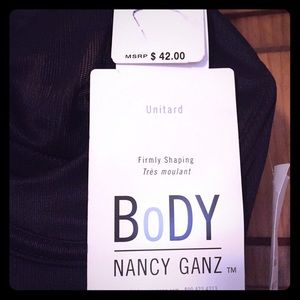 MSRP $ 42.00
Unitard
Firmly Shaping
Très moulant
BoDY
NANCY GANZ TM